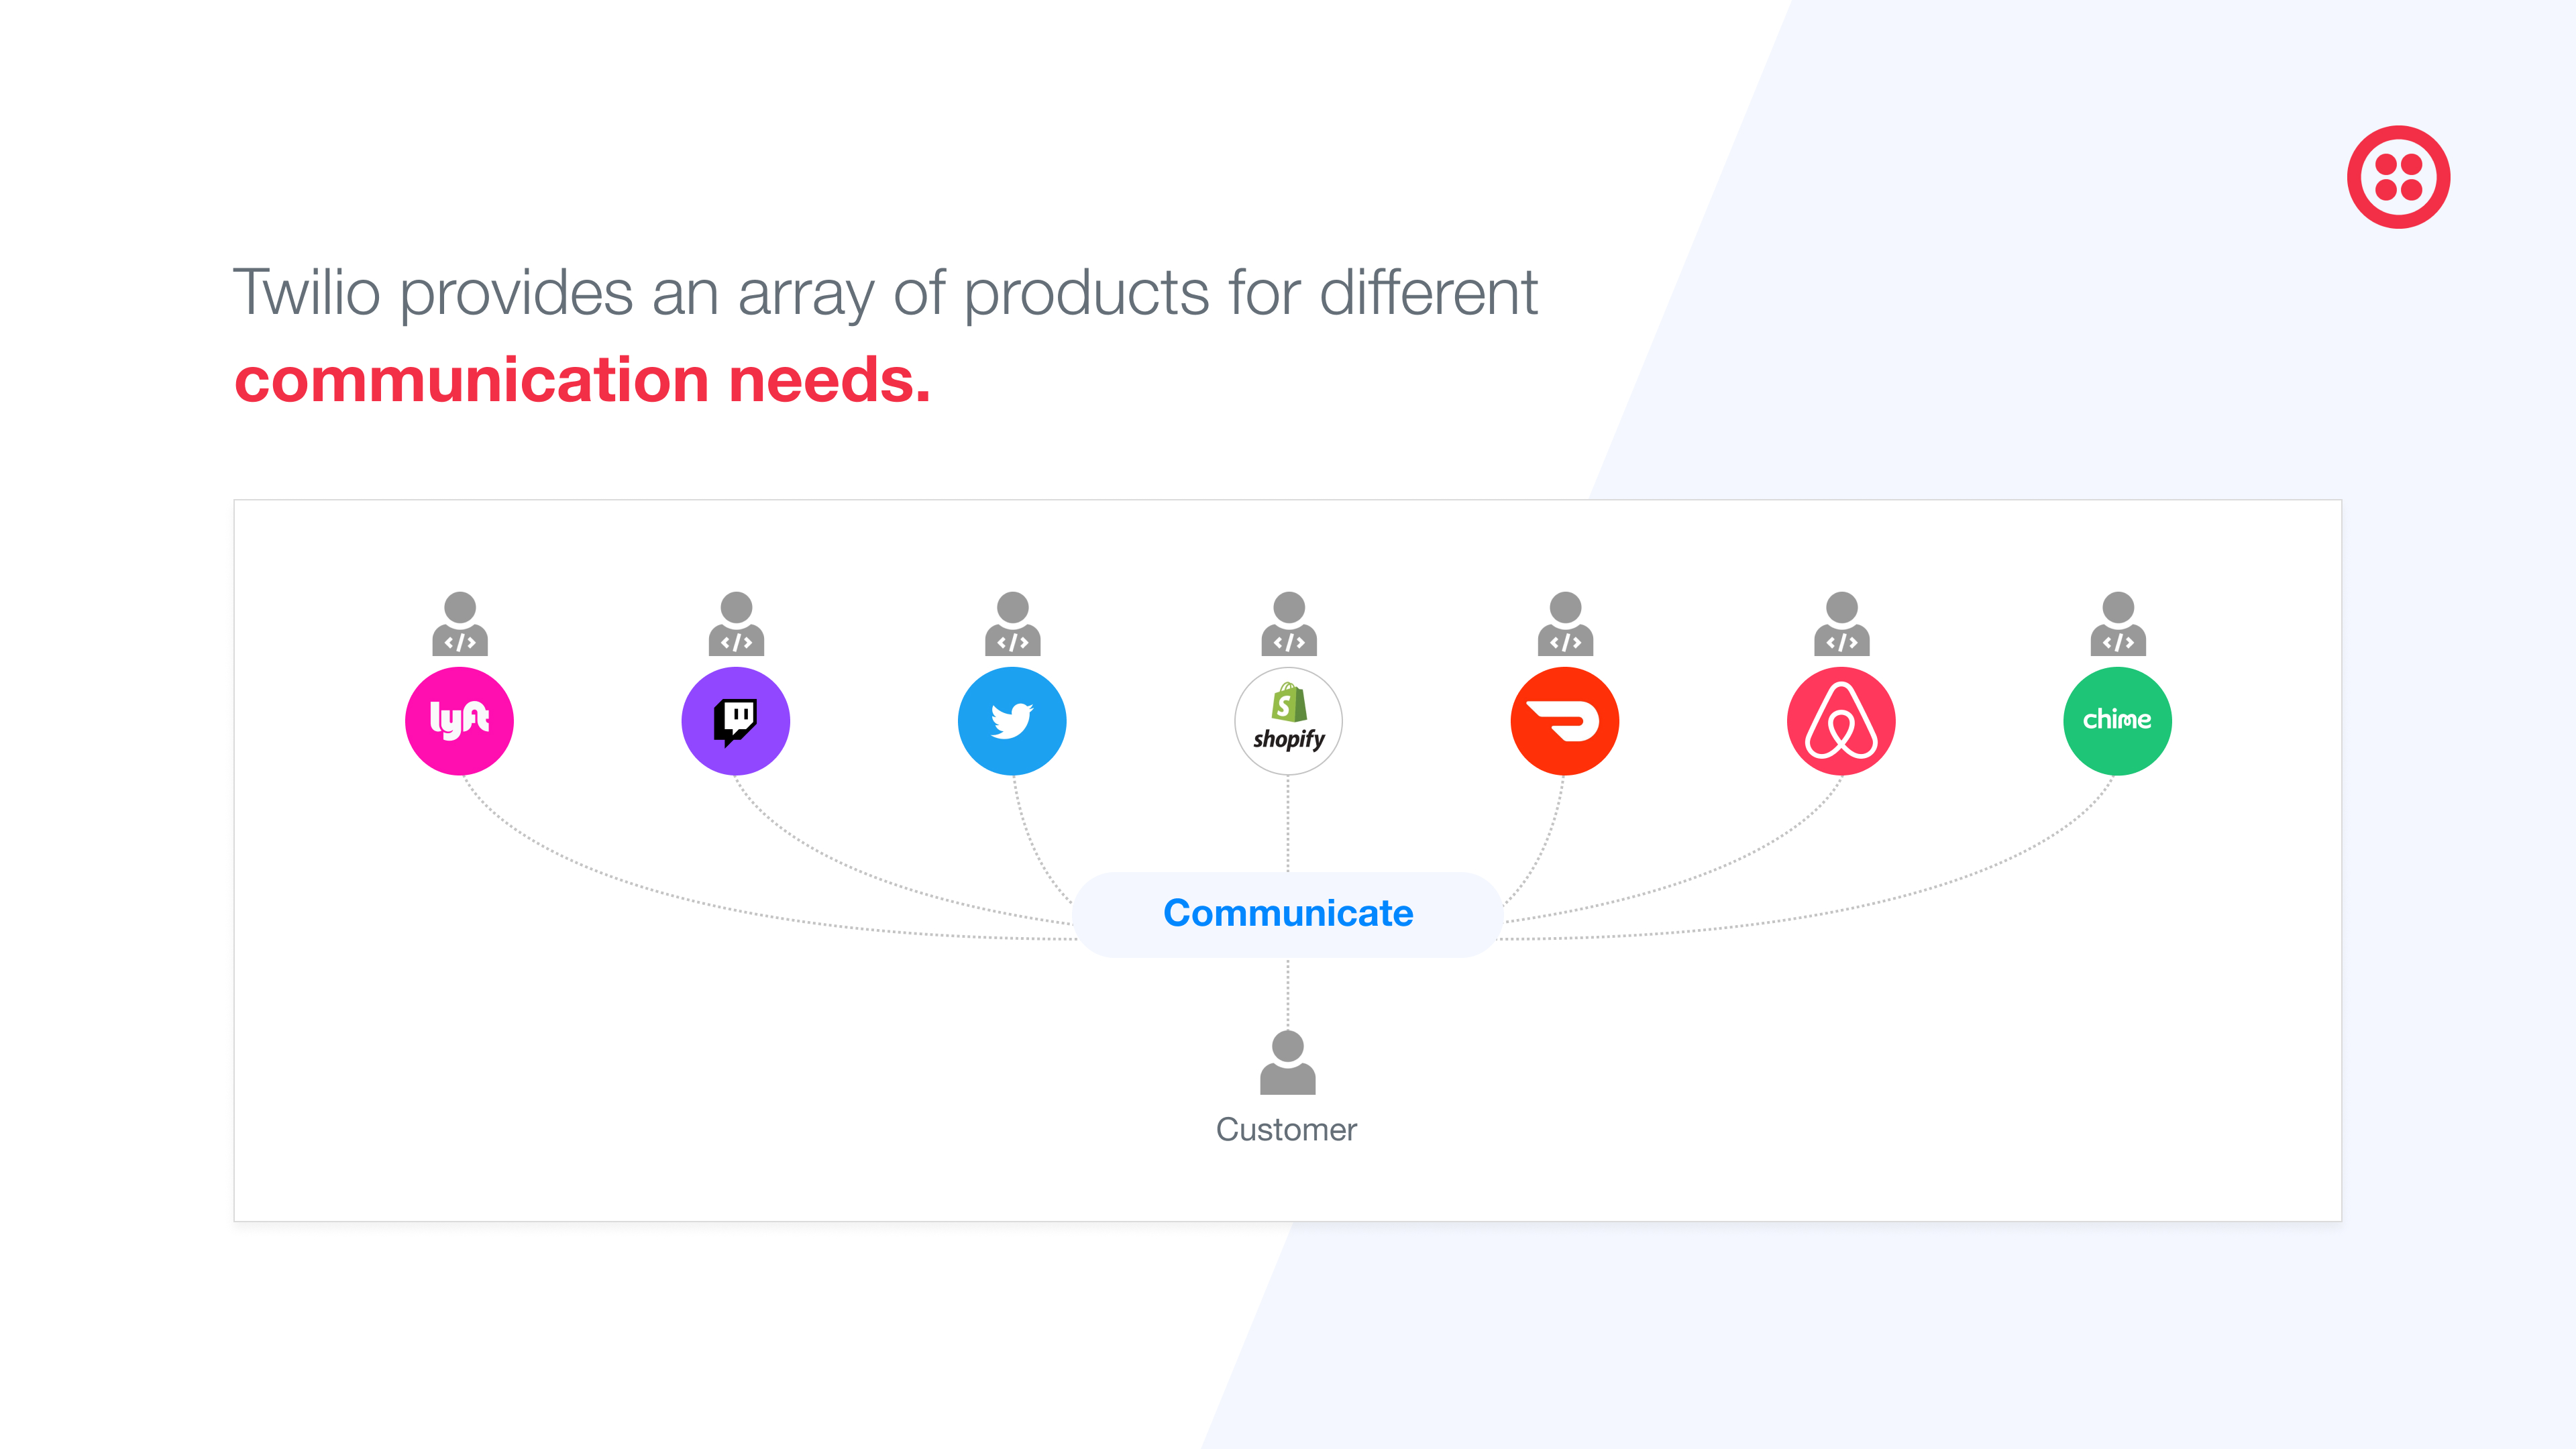 Twilio provides an array of products for different
communication needs.
</>
</>
</>
</>
</>
</>
</>
lyft
S
shopify
chime
Communicate
Customer